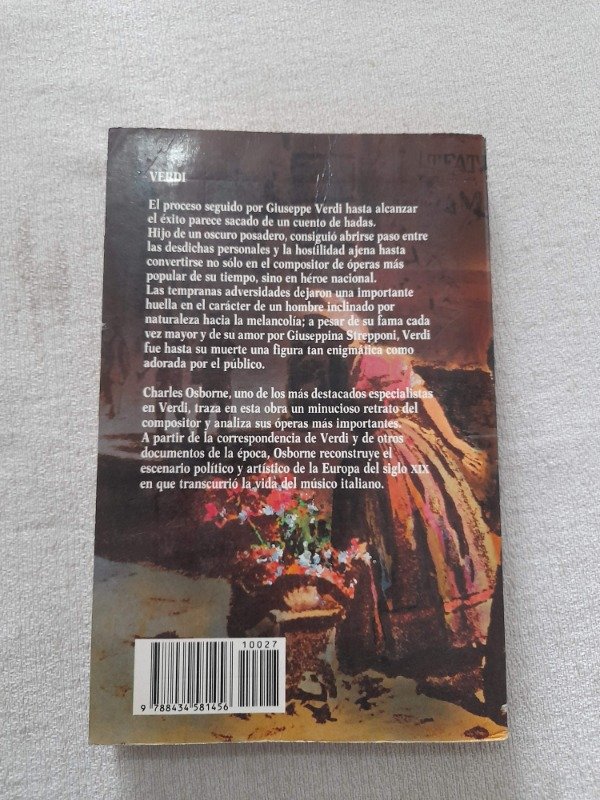 VERDI
El proceso seguido por Giuseppe Verdi hasta alcanzar
el éxito parece sacado de un cuento de hadas.
Hijo de un oscuro posadero, consiguió abrirse paso entre
las desdichas personales y la hostilidad ajena hasta
convertirse no sólo en el compositor de óperas más
popular de su tiempo, sino en héroe nacional.
Las tempranas adversidades dejaron una importante
huella en el carácter de un hombre inclinado por
naturaleza hacia la melancolía; a pesar de su fama cada
vez mayor y de su amor por Giuseppina Strepponi, Verdi
fue hasta su muerte una figura tan enigmática como
adorada por el público.
Charles Osborne, uno de los más destacados especialistas
en Verdi, traza en esta obra un minucioso retrato del
compositor y analiza sus óperas más importantes.
A partir de la correspondencia de Verdi y de otros
documentos de la época, Osborne reconstruye el
escenario político y artístico de la Europa del siglo XIX
en que transcurrió la vida del músico italiano.
10027
9 788434 581456